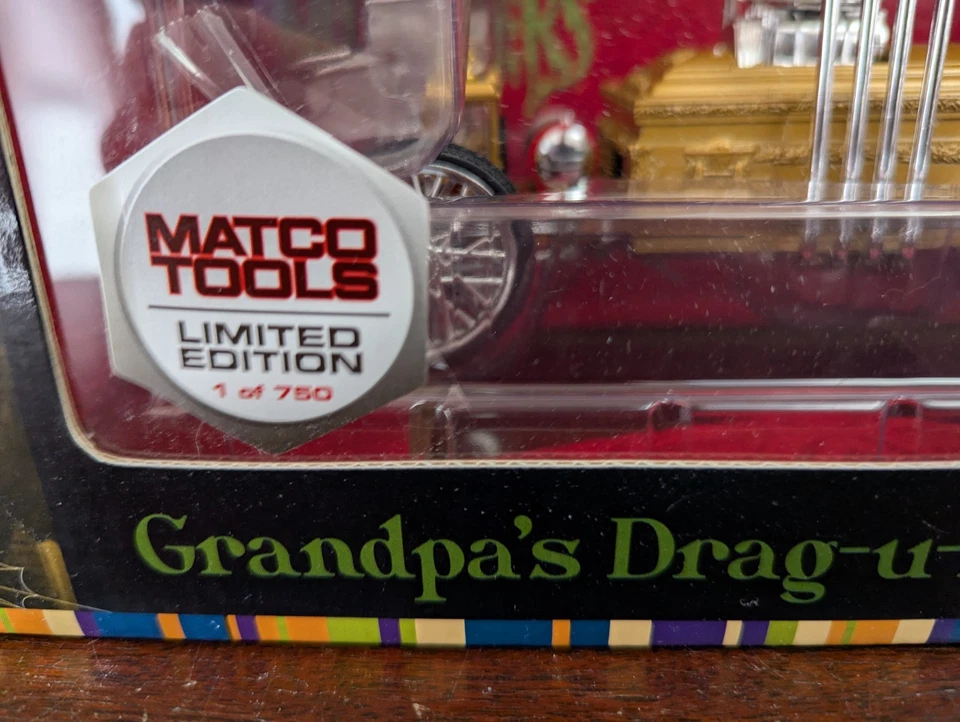 MATCO
TOOLS
LIMITED
EDITION
1 of 750
Grandpa's Drag-u-